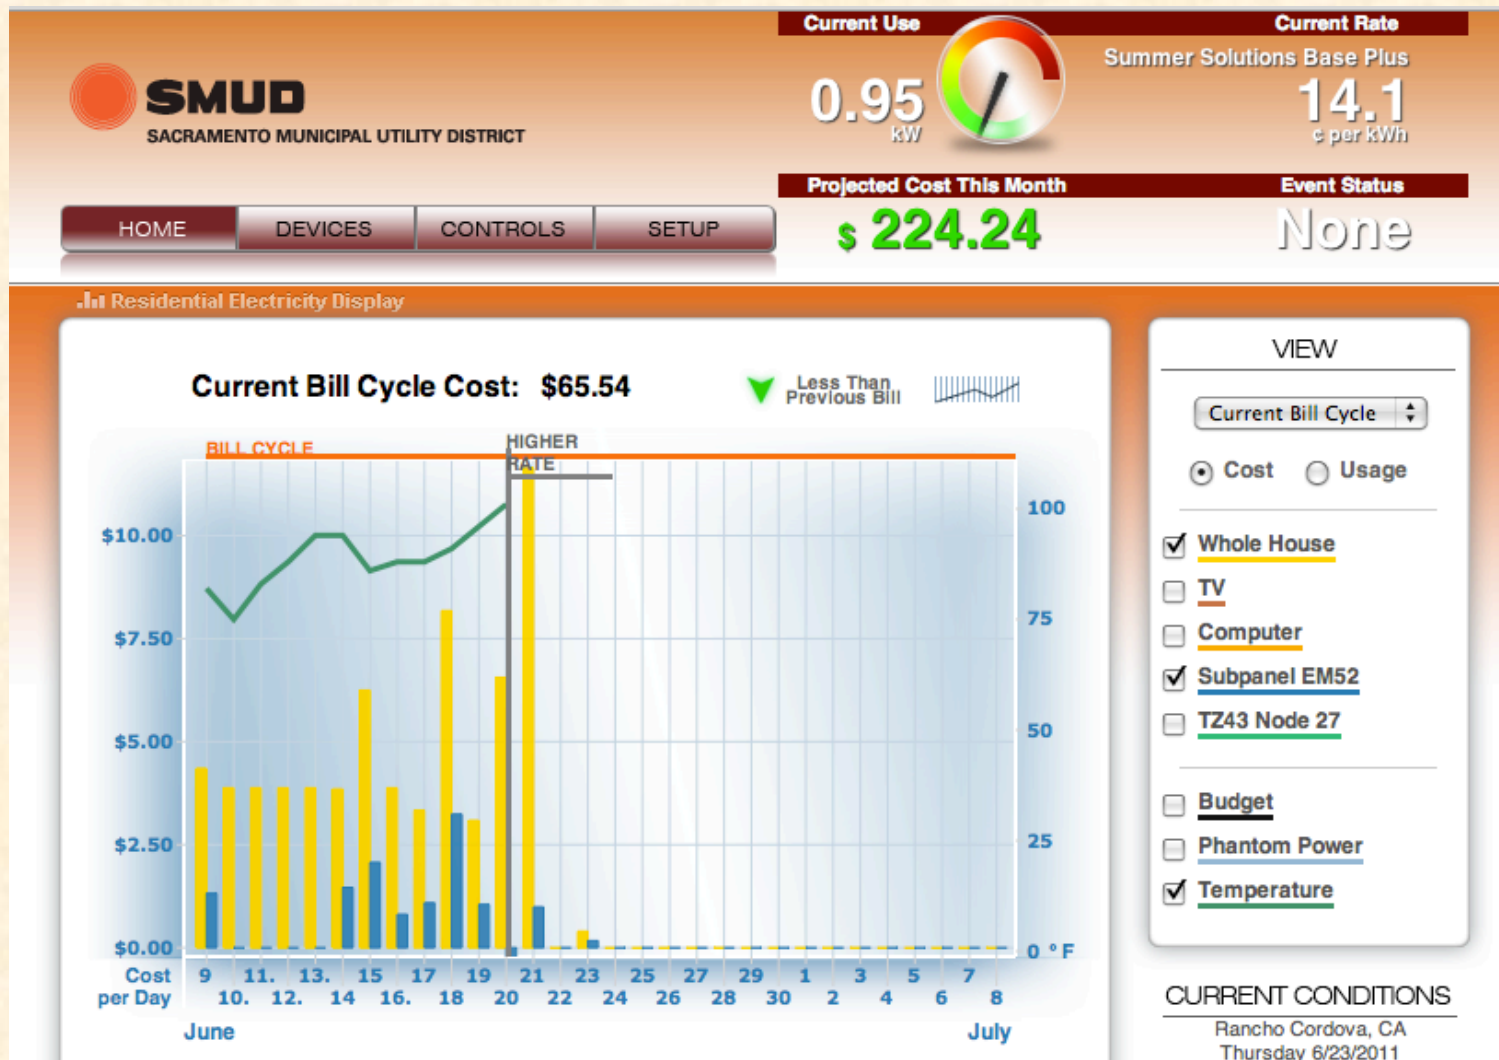 Current Use
Current Rate
Summer Solutions Base Plus
SMUD
SACRAMENTO MUNICIPAL UTILITY DISTRICT
0.95
kW
14.1
¢ per kWh
Projected Cost This Month
Event Status
$ 224.24
None
HOME
DEVICES
CONTROLS
SETUP
Residential Electricity Display
Current Bill Cycle Cost: $65.54
Less Than
Previous Bill
BILL CYCLE
HIGHER
RATE
$10.00
$7.50
$5.00
$2.50
$0.00
100
75
50
25
0 ° F
Cost
per Day
9 11. 13. 15 17 19 21 23 25 27 29 1 3 5 7
10. 12. 14 16. 18 20 22 24 26 28 30 2 4 6 8
June
July
VIEW
Current Bill Cycle
Cost
Usage
Whole House
TV
Computer
Subpanel EM52
TZ43 Node 27
Budget
Phantom Power
Temperature
CURRENT CONDITIONS
Rancho Cordova, CA
Thursday 6/23/2011